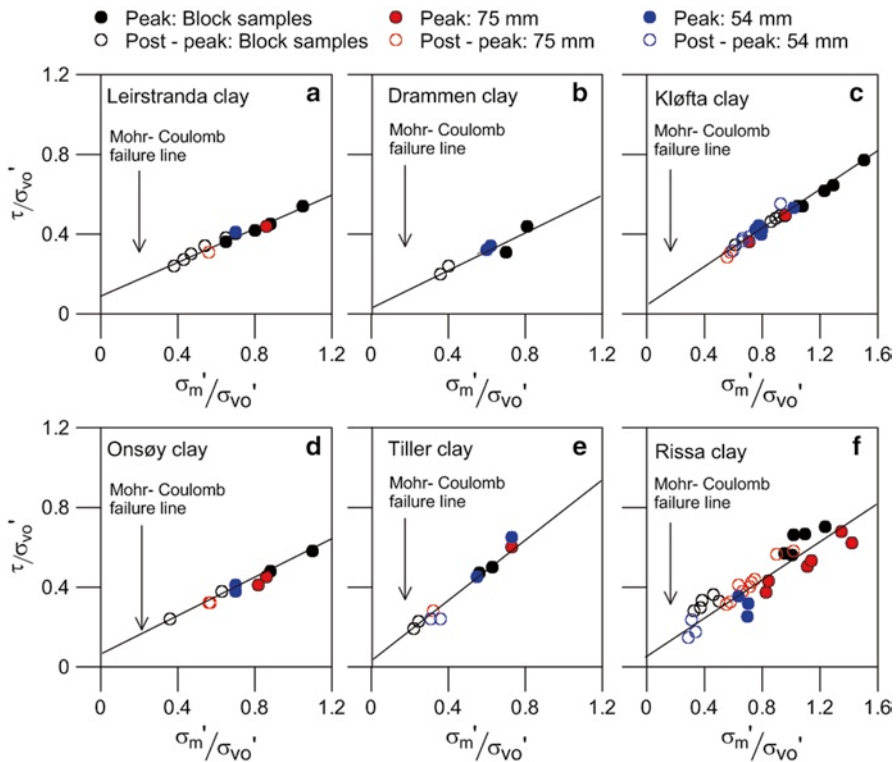 Peak: Block samples Peak: 75 mm Peak: 54 mm
Post - peak: Block samples Post - peak: 75 mm Post - peak: 54 mm
1.2 0.8 0.4 0
τ/σvo'
Leirstranda clay a
Mohr- Coulomb
failure line
0 0.4 0.8 1.2
σm'/σvo'
Drammen clay b
Mohr- Coulomb
failure line
0 0.4 0.8 1.2
σm'/σvo'
Kløfta clay c
Mohr- Coulomb
failure line
0 0.4 0.8 1.2 1.6
σm'/σvo'
1.2 0.8 0.4 0
τ/σvo'
Onsøy clay d
Mohr- Coulomb
failure line
0 0.4 0.8 1.2
σm'/σvo'
Tiller clay e
Mohr- Coulomb
failure line
0 0.4 0.8 1.2
σm'/σvo'
Rissa clay f
Mohr- Coulomb
failure line
0 0.4 0.8 1.2 1.6
σm'/σvo'